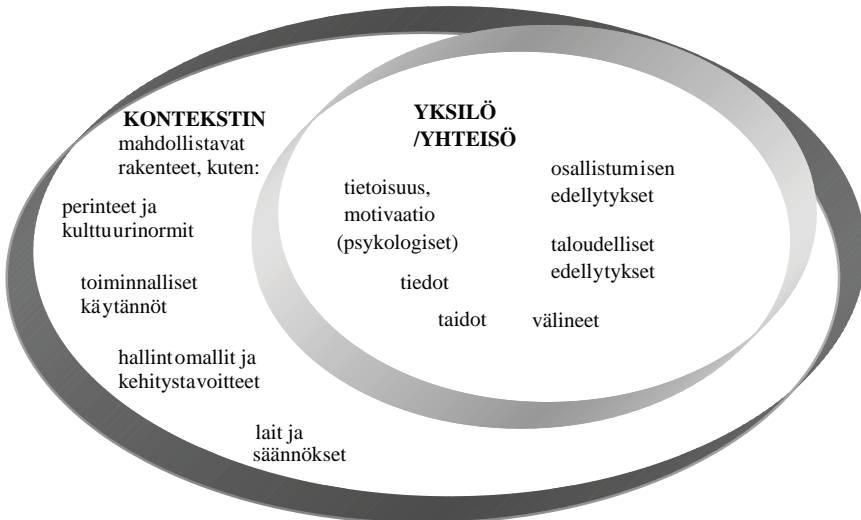 KONTEKSTIN
mahdollistavat
rakenteet, kuten:
perinteet ja
kulttuurinormit
toiminnalliset
käytännöt
hallintomallit ja
kehitystavoitteet
lait ja
säännökset
YKSILÖ
/YHTEISÖ
tietoisuus,
motivaatio
(psykologiset)
tiedot
taidot
osallistumisen
edellytykset
taloudelliset
edellytykset
välineet